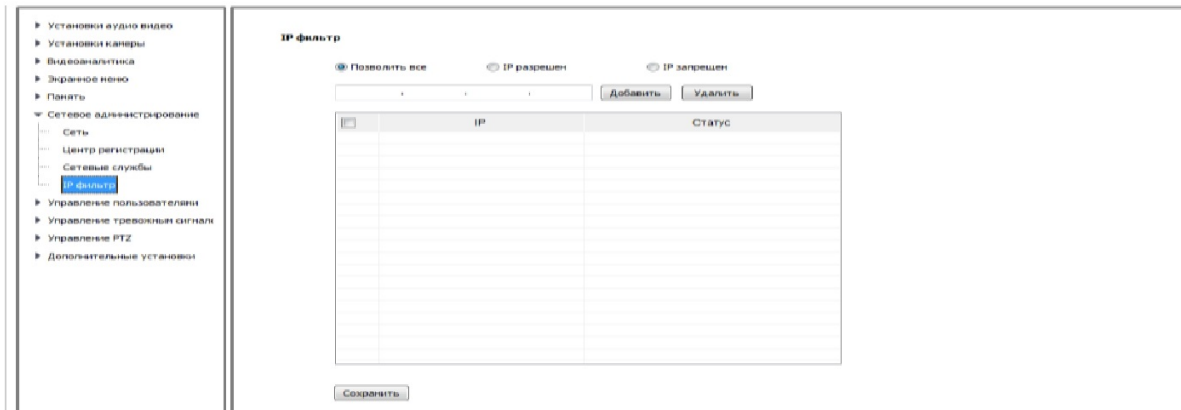 Установки аудио видео
Установки камеры
Видеоаналитика
Экранное меню
Память
Сетевое администрирование
Сеть
Центр регистрации
Сетевые службы
IP фильтр
Управление пользователями
Управление тревожным сигнало
Управление PTZ
Дополнительные установки
IP фильтр
Позволить все IP разрешен IP запрещен
Добавить Удалить
IP Статус
Сохранить